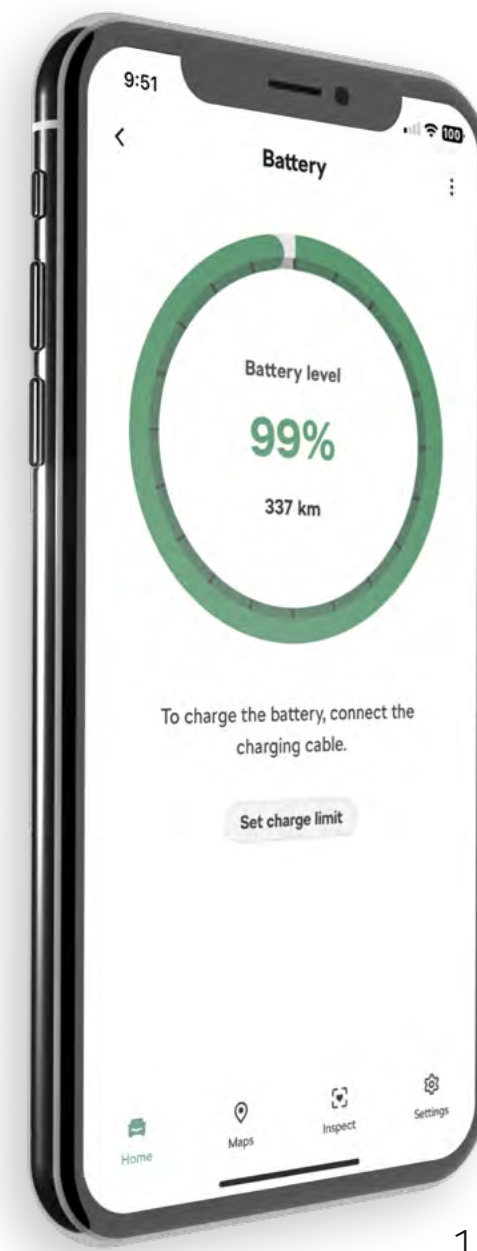 9:51
100
Battery
Battery level
99%
337 km
To charge the battery, connect the
charging cable.
Set charge limit
Home
Maps
Inspect
Settings
1